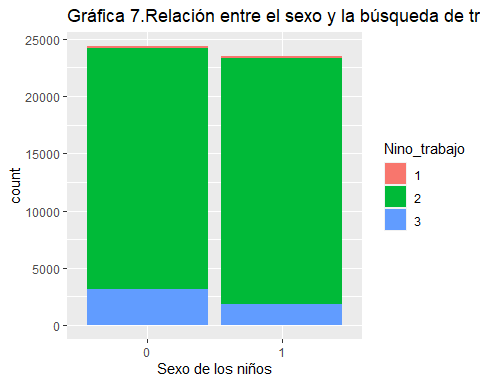 Gráfica 7.Relación entre el sexo y la búsqueda de tr
25000
20000
15000
10000
5000
0
count
0 1
Sexo de los niños
Nino_trabajo
1
2
3